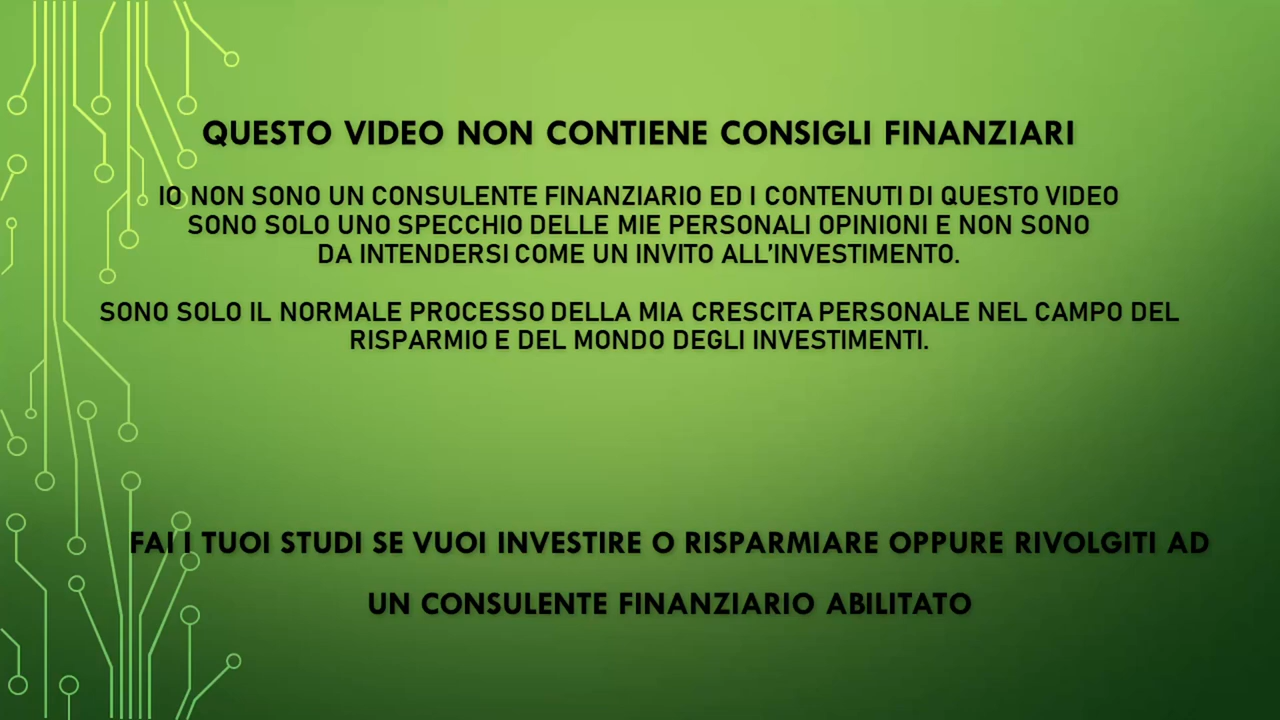 QUESTO VIDEO NON CONTIENE CONSIGLI FINANZIARI
IO NON SONO UN CONSULENTE FINANZIARIO ED I CONTENUTI DI QUESTO VIDEO
SONO SOLO UNO SPECCHIO DELLE MIE PERSONALI OPINIONI E NON SONO
DA INTENDERSI COME UN INVITO ALL'INVESTIMENTO.
SONO SOLO IL NORMALE PROCESSO DELLA MIA CRESCITA PERSONALE NEL CAMPO DEL
RISPARMIO E DEL MONDO DEGLI INVESTIMENTI.
FAI I TUOI STUDI SE VUOI INVESTIRE O RISPARMIARE OPPURE RIVOLGITI AD
UN CONSULENTE FINANZIARIO ABILITATO